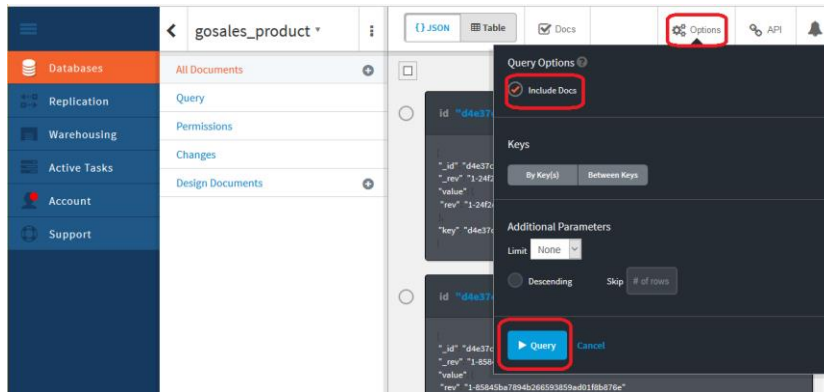 gosales_product
{} JSON
Table
Docs
Options
API
Databases
Replication
Warehousing
Active Tasks
Account
Support
All Documents
Query
Permissions
Changes
Design Documents
id "d4e37
"_id" "d4e37c
"_rev" "1-24f2
"value"
"rev" "1-24f2
"key" "d4e37c
id "d4e37
"_id" "d4e37c
"_rev" "1-858
"value"
"rev" "1-85845ba7894b266593859ad01f8b876e"
Query Options
Include Docs
Keys
By Key(s)
Between Keys
Additional Parameters
Limit None
Descending
Skip # of rows
Query
Cancel